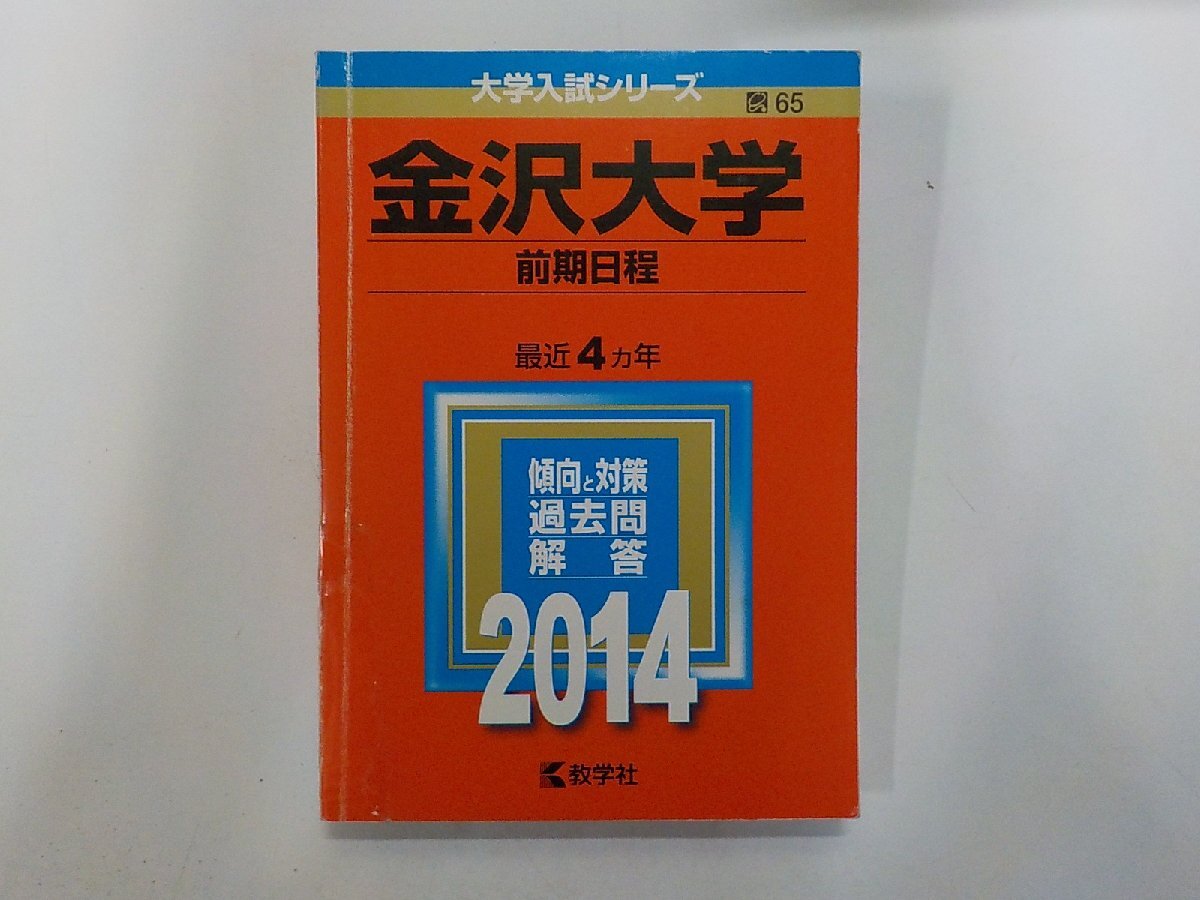 大学入試シリーズ
65
金沢大学
前期日程
最近4カ年
傾向と対策
過去問
解答
2014
教学社